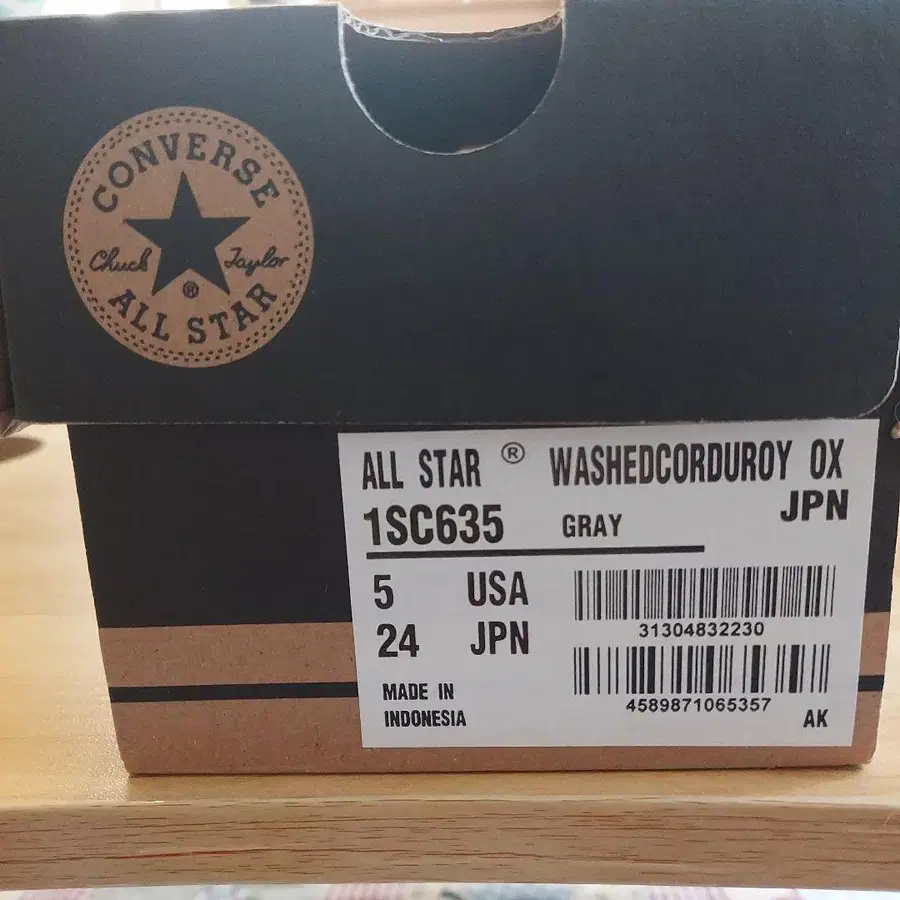 CONVERSE
Chuck Taylor
®
ALL STAR
ALL STAR ® WASHEDCORDUROY OX
1SC635 GRAY JPN
5 USA
31304832230
24 JPN
4589871065357
MADE IN
INDONESIA
AK